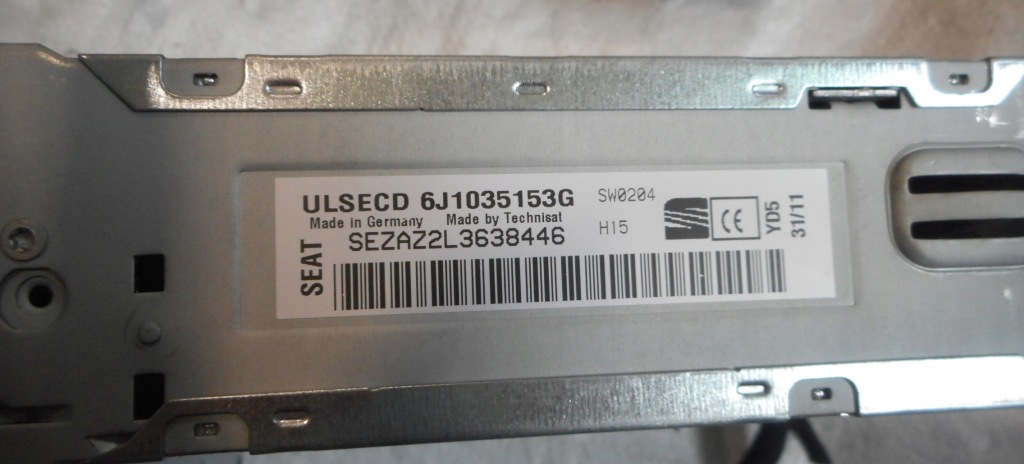 ULSECD 6J1035153G SW0204
Made in Germany Made by Technisat
SEZAZ2L3638446 H15
SEAT
CE
YD5
31/11